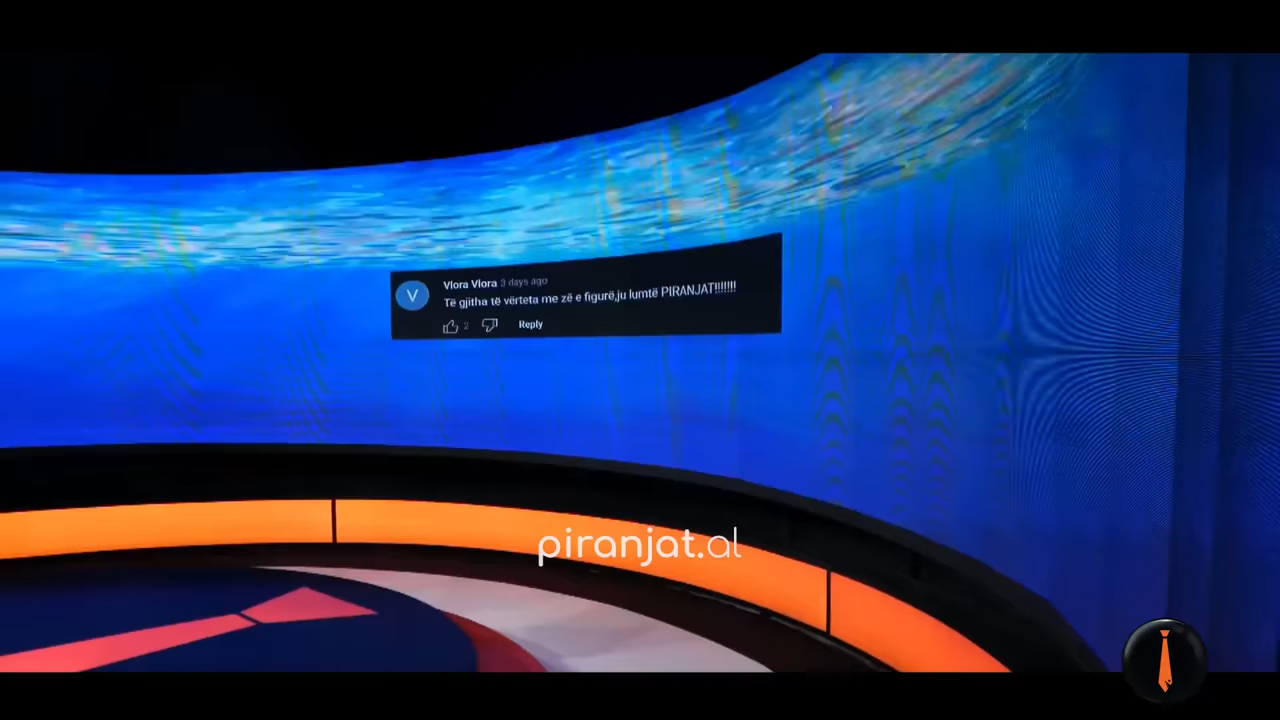 V
Vlora Vlora 3 days ago
Të gjitha të vërteta me zë e figurë,ju lumtë PIRANJAT!!!!!!!
2
Reply
piranjat.al